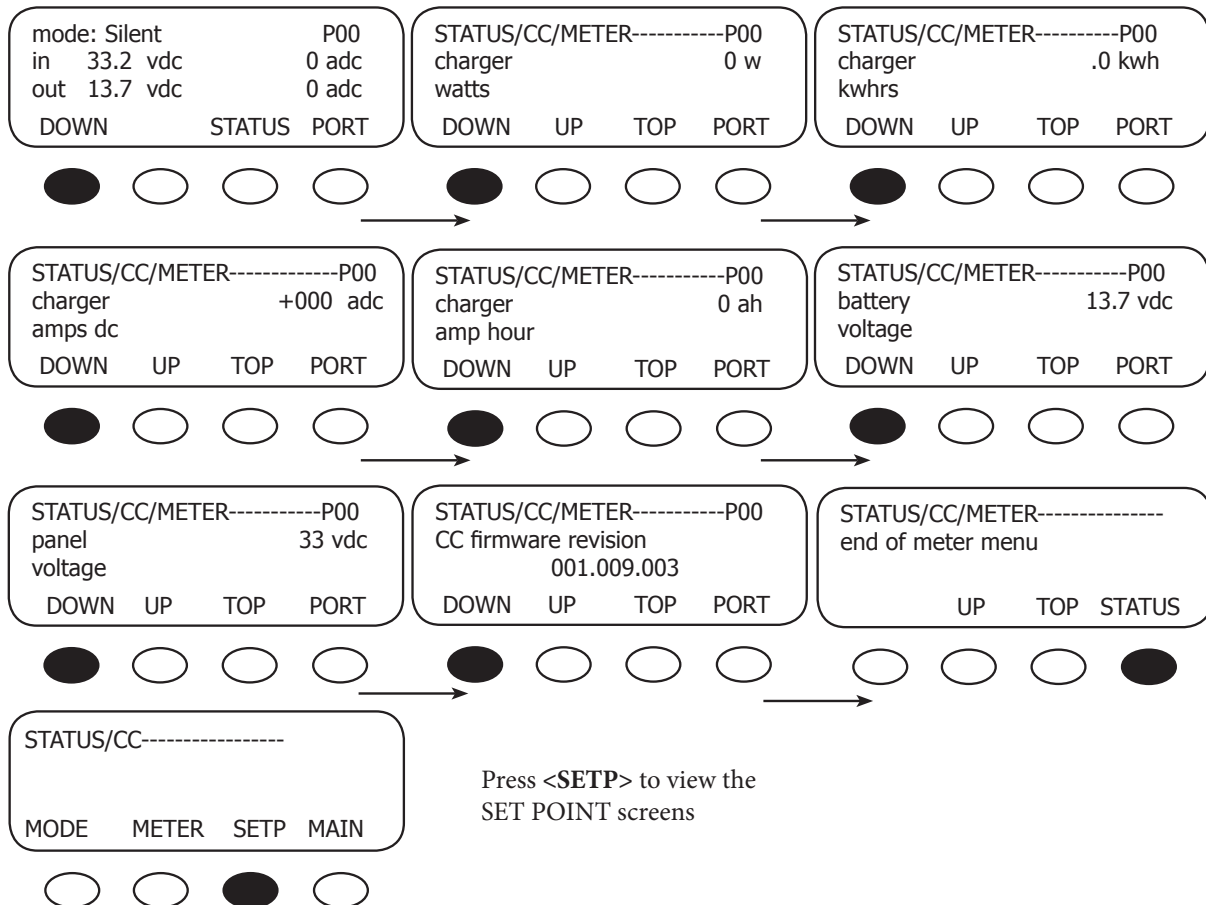 mode: Silent P00
in 33.2 vdc 0 adc
out 13.7 vdc 0 adc
DOWN STATUS PORT
STATUS/CC/METER-----------P00
charger 0 w
watts
DOWN UP TOP PORT
STATUS/CC/METER----------P00
charger .0 kwh
kwhrs
DOWN UP TOP PORT
STATUS/CC/METER-------------P00
charger +000 adc
amps dc
DOWN UP TOP PORT
STATUS/CC/METER-----------P00
charger 0 ah
amp hour
DOWN UP TOP PORT
STATUS/CC/METER-----------P00
battery 13.7 vdc
voltage
DOWN UP TOP PORT
STATUS/CC/METER-----------P00
panel 33 vdc
voltage
DOWN UP TOP PORT
STATUS/CC/METER-----------P00
CC firmware revision
001.009.003
DOWN UP TOP PORT
STATUS/CC/METER---------------
end of meter menu
UP TOP STATUS
STATUS/CC-----------------
MODE METER SETP MAIN
Press <SETP> to view the
SET POINT screens